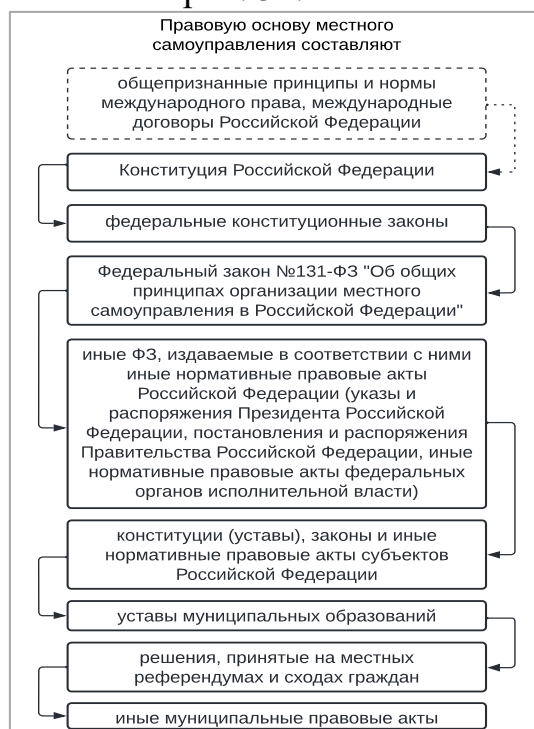 Правовую основу местного
самоуправления составляют
общепризнанные принципы и нормы
международного права, международные
договоры Российской Федерации
Конституция Российской Федерации
федеральные конституционные законы
Федеральный закон №131-ФЗ "Об общих
принципах организации местного
самоуправления в Российской Федерации"
иные ФЗ, издаваемые в соответствии с ними
иные нормативные правовые акты
Российской Федерации (указы и
распоряжения Президента Российской
Федерации, постановления и распоряжения
Правительства Российской Федерации, иные
нормативные правовые акты федеральных
органов исполнительной власти)
конституции (уставы), законы и иные
нормативные правовые акты субъектов
Российской Федерации
уставы муниципальных образований
решения, принятые на местных
референдумах и сходах граждан
иные муниципальные правовые акты